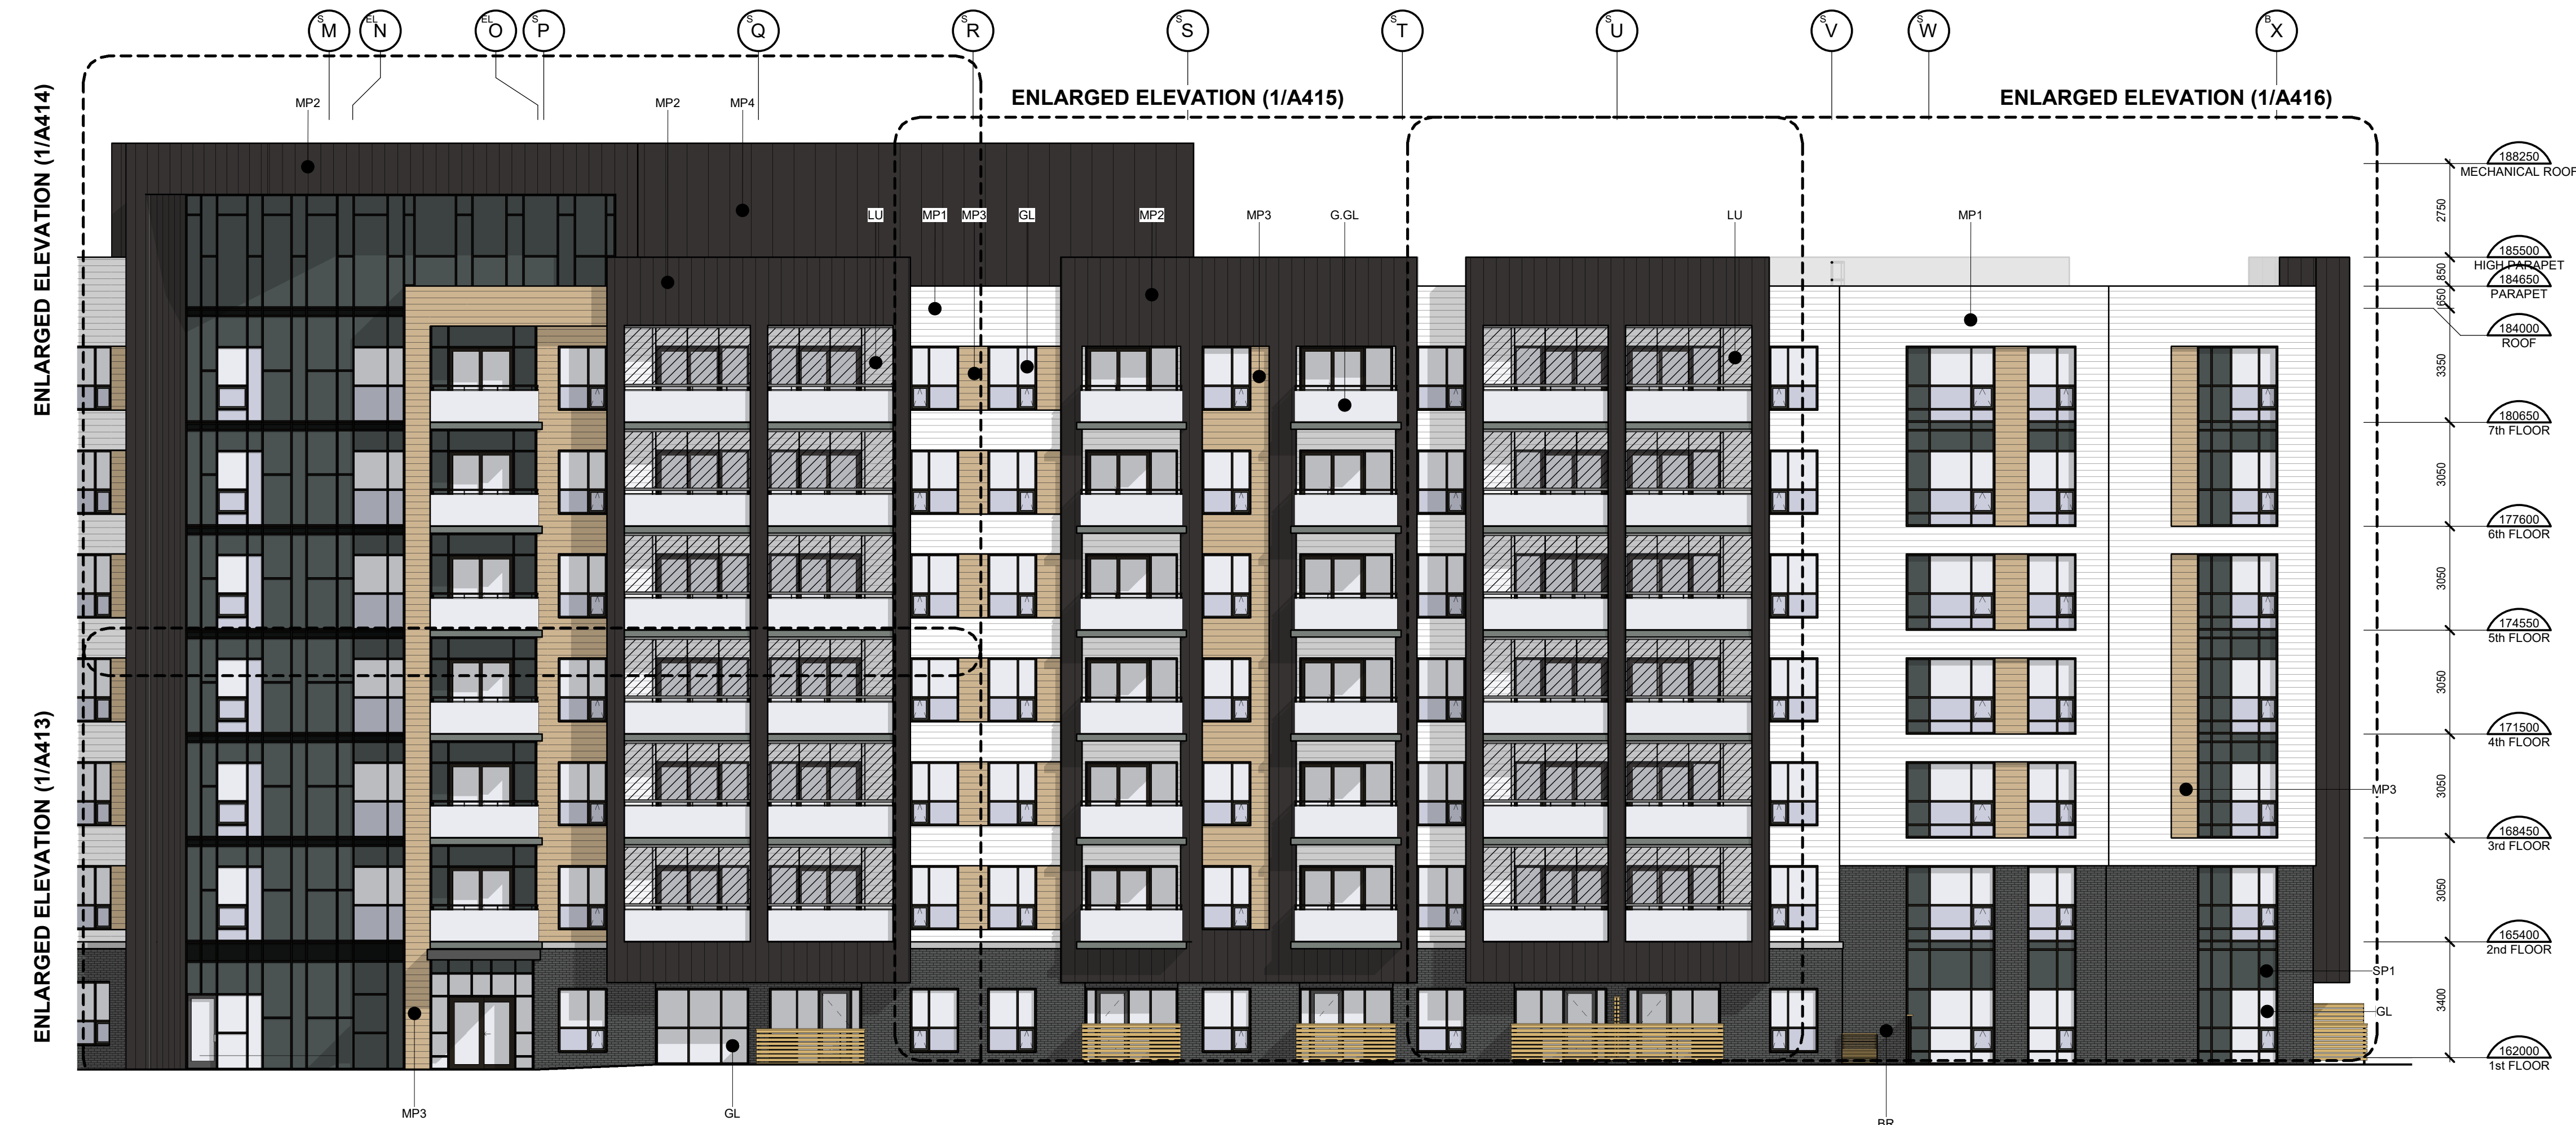 S M
EL N
EL O
S P
S Q
S R
S S
S T
S U
S V
S W
B X
ENLARGED ELEVATION (1/A414)
ENLARGED ELEVATION (1/A413)
ENLARGED ELEVATION (1/A415)
ENLARGED ELEVATION (1/A416)
MP2
MP2
MP4
LU
MP1
MP3
GL
MP2
MP3
G.GL
LU
MP1
188250
MECHANICAL ROOF
2750
185500
HIGH PARAPET
850
184650
PARAPET
650
184000
ROOF
3350
180650
7th FLOOR
3050
177600
6th FLOOR
3050
174550
5th FLOOR
3050
171500
4th FLOOR
3050
MP3
168450
3rd FLOOR
3050
165400
2nd FLOOR
SP1
3400
GL
162000
1st FLOOR
MP3
GL
BR